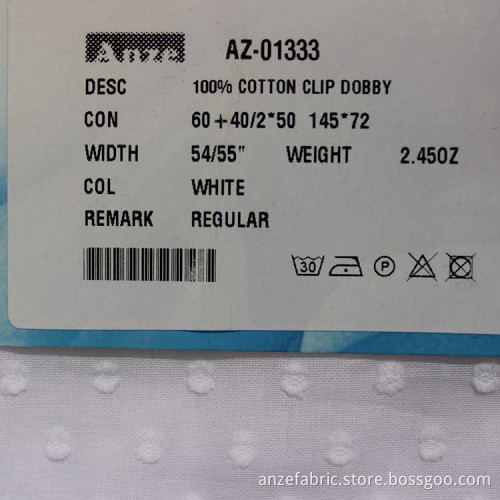 Anze AZ-01333
DESC 100% COTTON CLIP DOBBY
CON 60+40/2*50 145*72
WIDTH 54/55" WEIGHT 2.45OZ
COL WHITE
REMARK REGULAR
30 P
anzefabric.store.bossgoo.com